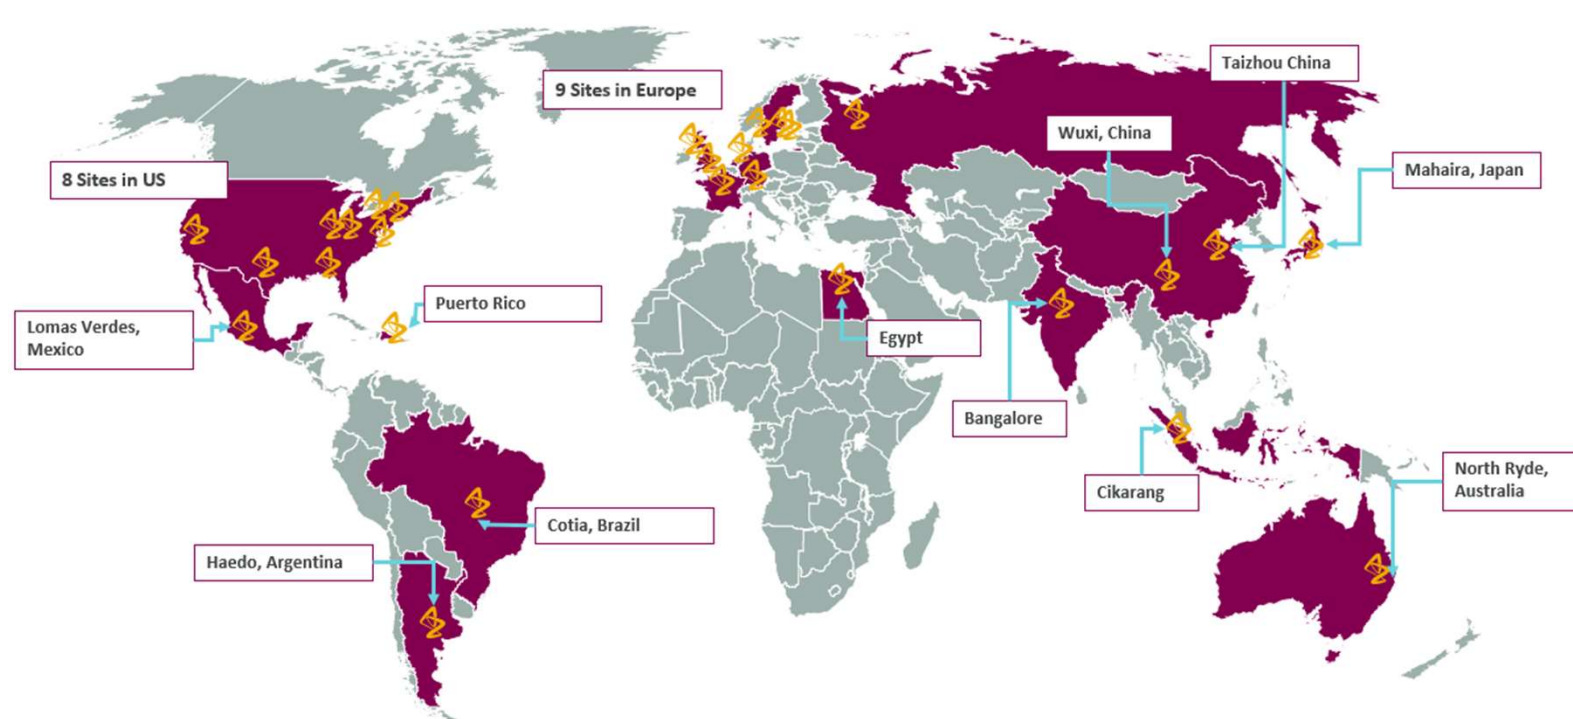 Taizhou China
9 Sites in Europe
Wuxi, China
Mahaira, Japan
8 Sites in US
Puerto Rico
Lomas Verdes,
Mexico
Egypt
Bangalore
Cikarang
North Ryde,
Australia
Cotia, Brazil
Haedo, Argentina